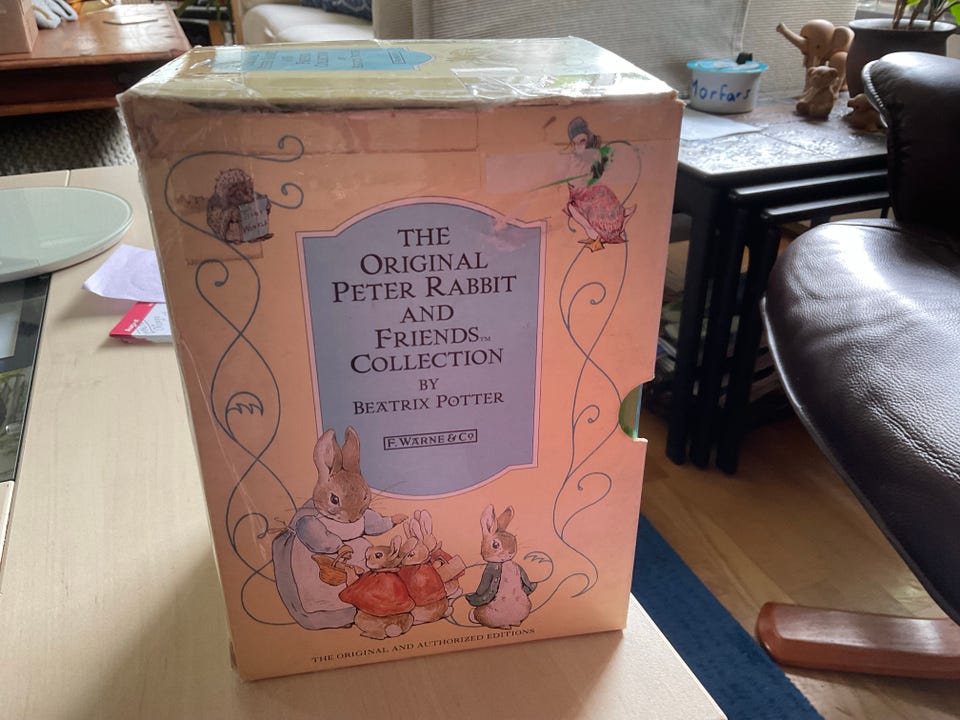 THE
ORIGINAL
PETER RABBIT
AND
FRIENDS™
COLLECTION
BY
BEATRIX POTTER
F. WARNE & Co
THE ORIGINAL AND AUTHORIZED EDITIONS
Morfars